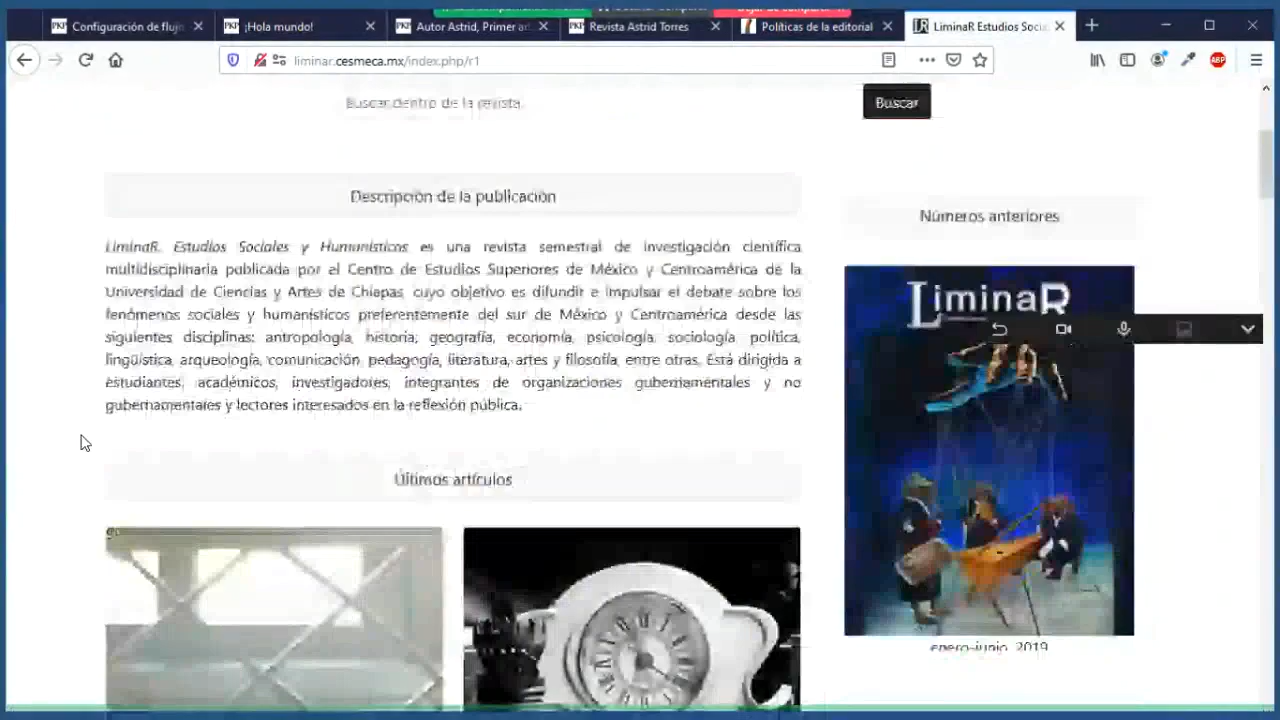 Configuración de flujo
¡Hola mundo!
Autor Astrid, Primer ar
Revista Astrid Torres
Políticas de la editorial
LiminaR Estudios Socia
liminar.cesmeca.mx/index.php/r1
ABP
Buscar dentro de la revista
Buscar
Descripción de la publicación
LiminaR. Estudios Sociales y Humanísticos es una revista semestral de investigación científica
multidisciplinaria publicada por el Centro de Estudios Superiores de México y Centroamérica de la
Universidad de Ciencias y Artes de Chiapas, cuyo objetivo es difundir e impulsar el debate sobre los
fenómenos sociales y humanísticos preferentemente del sur de México y Centroamérica desde las
siguientes disciplinas: antropología, historia, geografía, economía, psicología, sociología, política,
lingüística, arqueología, comunicación, pedagogía, literatura, artes y filosofía, entre otras. Está dirigida a
estudiantes, académicos, investigadores, integrantes de organizaciones gubernamentales y no
gubernamentales y lectores interesados en la reflexión pública.
Últimos artículos
Números anteriores
LiminaR
enero-junio, 2019